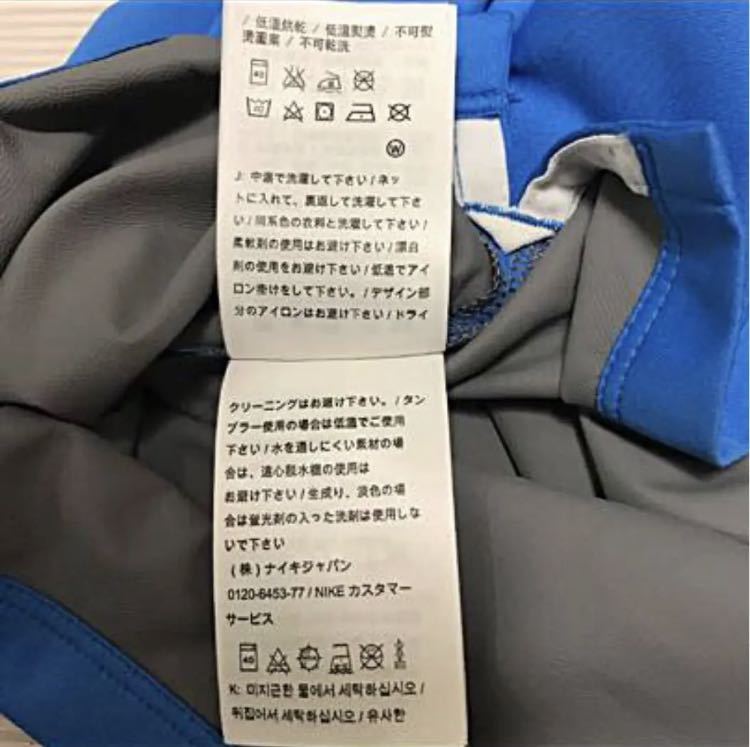 / 低溫烘乾 / 低溫熨燙 / 不可熨
燙圖案 / 不可乾洗
40
40
W
J: 中温で洗濯して下さい / ネッ
トに入れて、裏返して洗濯して下さ
い / 同系色の衣料と洗濯して下さい /
柔軟剤の使用はお避け下さい / 漂白
剤の使用をお避け下さい / 低温でアイ
ロン掛けをして下さい。/ デザイン部
分のアイロンはお避け下さい / ドライ
クリーニングはお避け下さい。/ タン
ブラー使用の場合は低温でご使用
下さい / 水を通しにくい素材の場
合は、遠心脱水機の使用は
お避け下さい / 生成り、淡色の場
合は蛍光剤の入った洗剤は使用しな
いで下さい
(株) ナイキジャパン
0120-6453-77 / NIKE カスタマー
サービス
40
K: 미지근한 물에서 세탁하십시오 /
뒤집어서 세탁하십시오 / 유사한